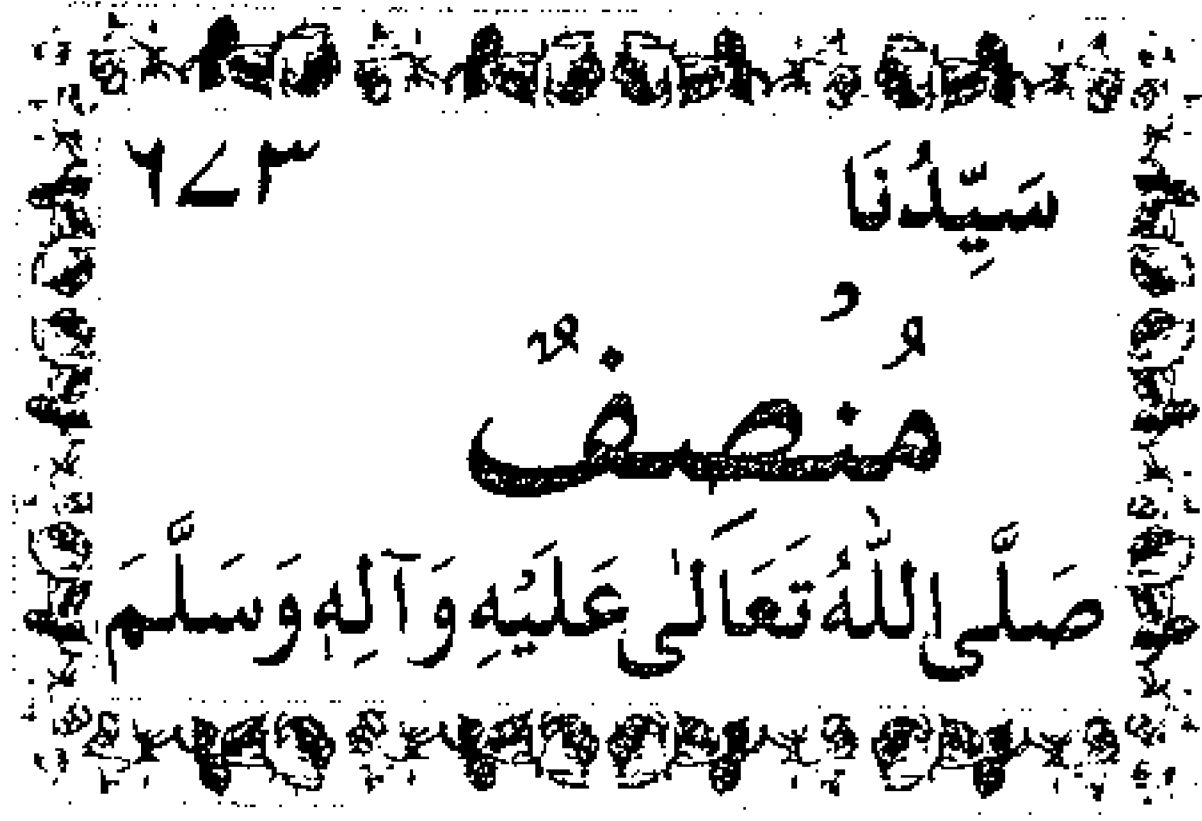 سَيِّدُنَا ٦٧٣
مُنْصِفٌ
صَلَّى اللّٰهُ تَعَالٰى عَلَيْهِ وَآلِهٖ وَسَلَّمَ